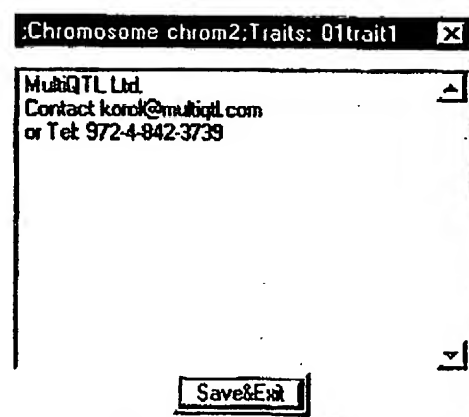 ;Chromosome chrom2;Traits: 01trait1
MultiQTL Ltd.
Contact korol@multiqtl.com
or Tel: 972-4-842-3739
Save&Exit